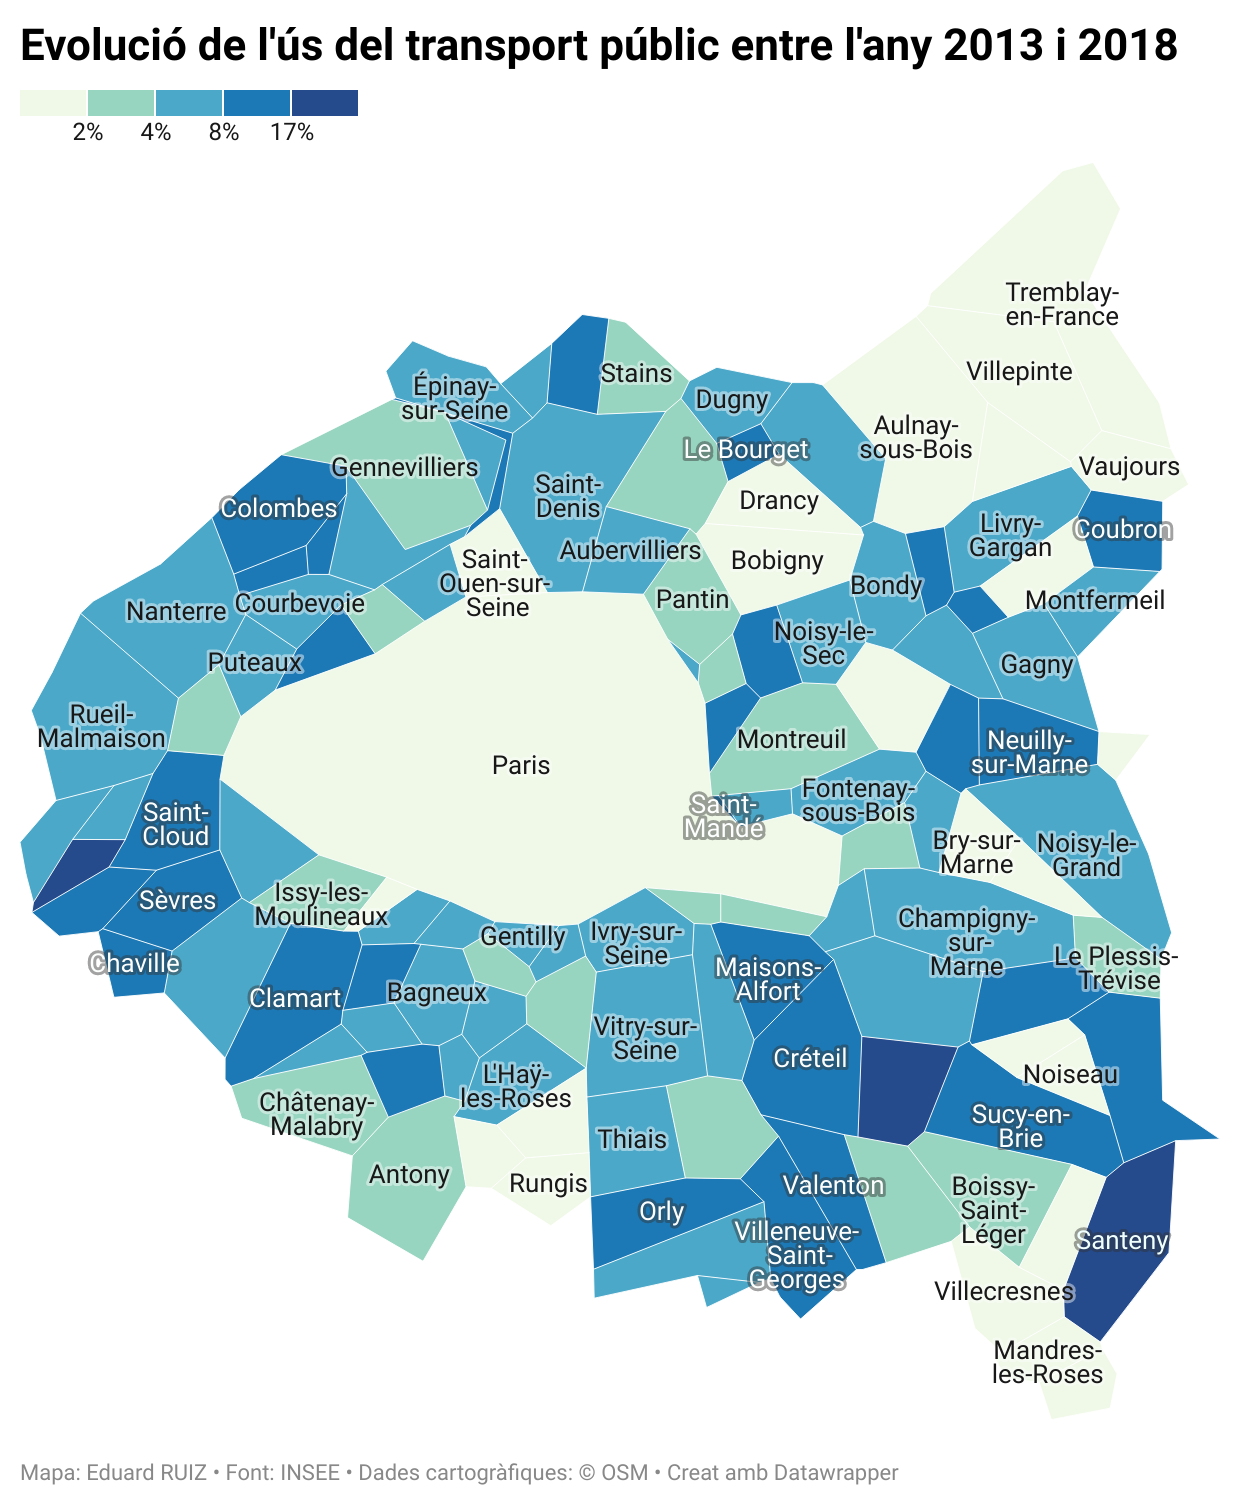 Evolució de l'ús del transport públic entre l'any 2013 i 2018
2% 4% 8% 17%
Tremblay-
en-France
Villepinte
Stains
Épinay-
sur-Seine
Dugny
Aulnay-
sous-Bois
Le Bourget
Gennevilliers
Vaujours
Saint-
Denis
Drancy
Colombes
Livry-
Gargan
Coubron
Aubervilliers
Bobigny
Saint-
Ouen-sur-
Seine
Bondy
Pantin
Montfermeil
Nanterre
Courbevoie
Noisy-le-
Sec
Puteaux
Gagny
Rueil-
Malmaison
Montreuil
Neuilly-
sur-Marne
Paris
Saint-
Mandé
Fontenay-
sous-Bois
Saint-
Cloud
Bry-sur-
Marne
Noisy-le-
Grand
Sèvres
Issy-les-
Moulineaux
Champigny-
sur-
Marne
Gentilly
Ivry-sur-
Seine
Chaville
Le Plessis-
Trévise
Maisons-
Alfort
Clamart
Bagneux
Vitry-sur-
Seine
Créteil
L'Haÿ-
les-Roses
Noiseau
Châtenay-
Malabry
Sucy-en-
Brie
Thiais
Antony
Rungis
Valenton
Boissy-
Saint-
Léger
Orly
Villeneuve-
Saint-
Georges
Santeny
Villecresnes
Mandres-
les-Roses
Mapa: Eduard RUIZ • Font: INSEE • Dades cartogràfiques: © OSM • Creat amb Datawrapper